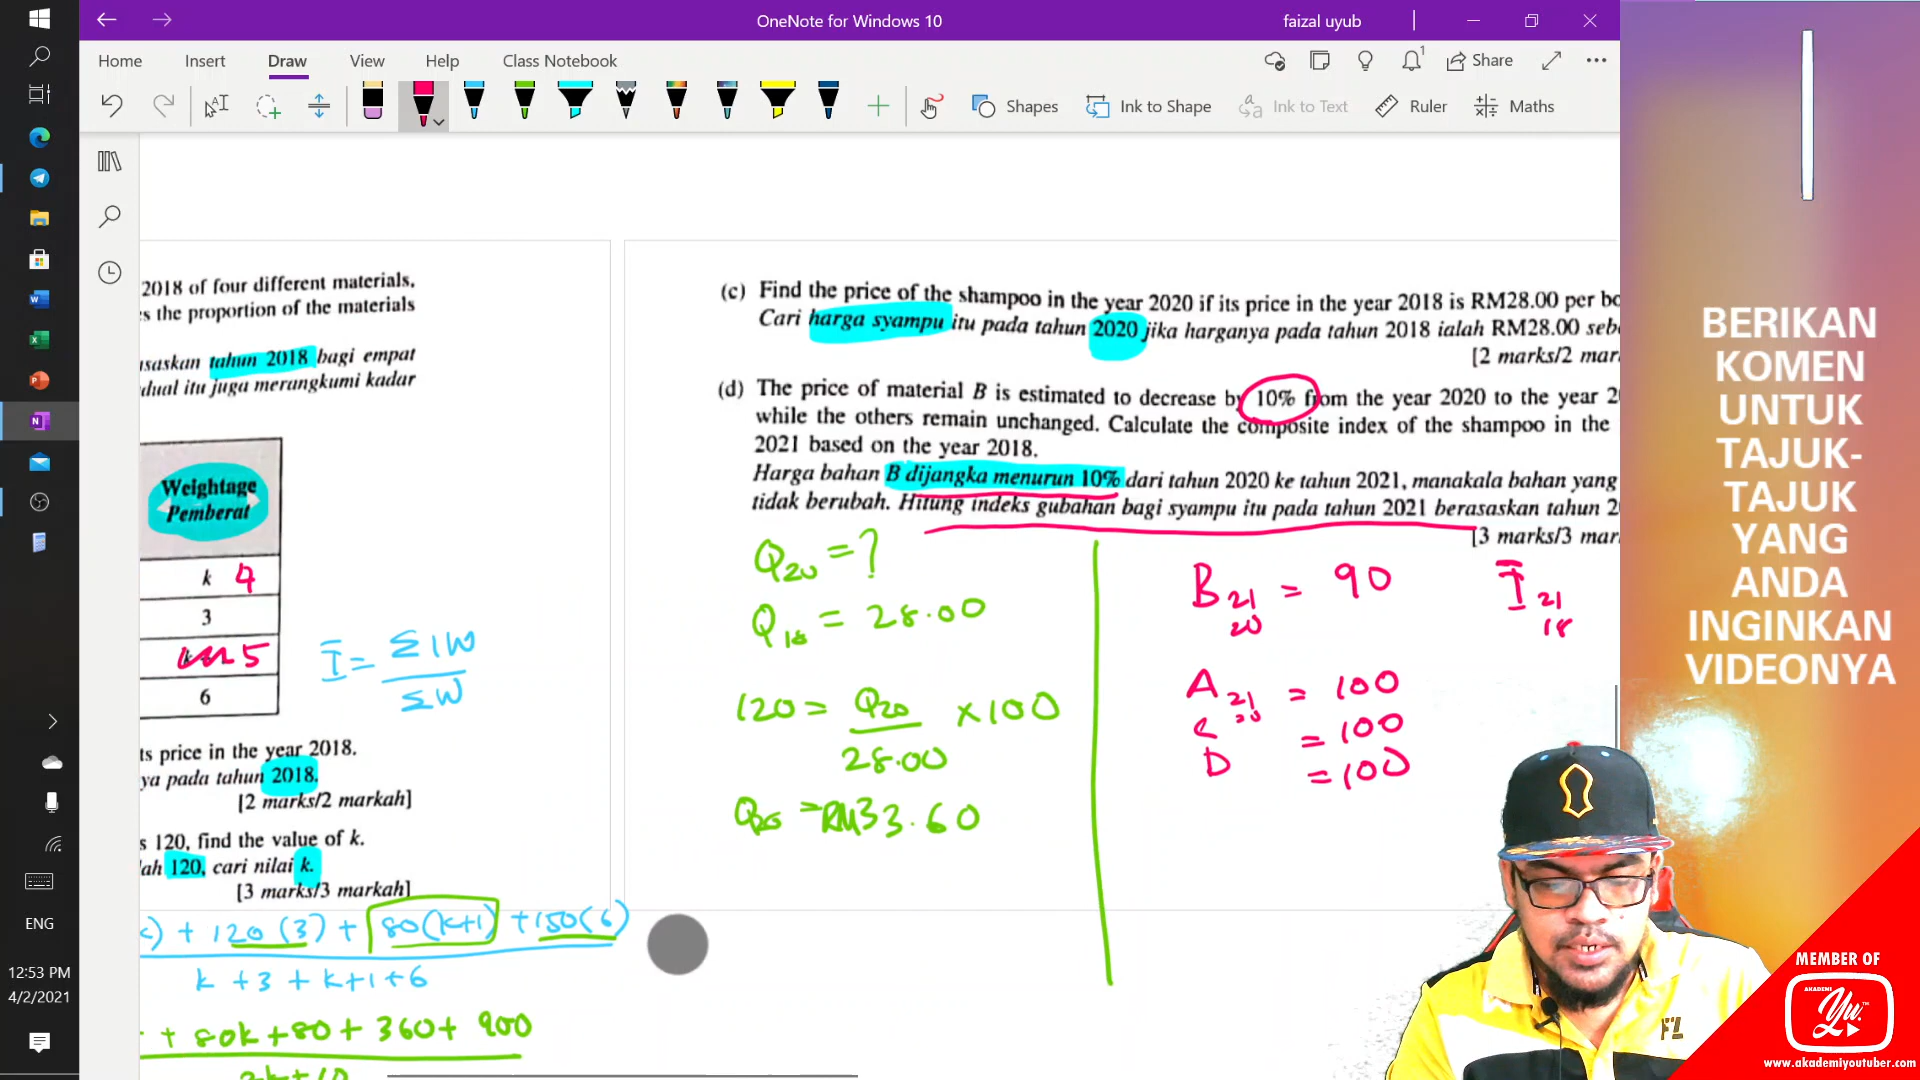 OneNote for Windows 10
faizal uyub
Home Insert Draw View Help Class Notebook
Share
Shapes Ink to Shape Ink to Text Ruler Maths
2018 of four different materials.
s the proportion of the materials
tahun 2018 bagi empat
dual itu juga merangkumi kadar
Weightage
Pemberat
k 4
3
5
6
I = ΣIW
ΣW
ts price in the year 2018.
ya pada tahun 2018.
[2 marks/2 markah]
s 120, find the value of k.
lah 120, cari nilai k.
[3 marks/3 markah]
) + 120 (3) + 80(k+1) + 150(6)
k + 3 + k+1+6
+ 80k +80 + 360 + 900
2k+10
(c) Find the price of the shampoo in the year 2020 if its price in the year 2018 is RM28.00 per bo
Cari harga syampu itu pada tahun 2020 jika harganya pada tahun 2018 ialah RM28.00 seb
[2 marks/2 mar
(d) The price of material B is estimated to decrease by 10% from the year 2020 to the year 2
while the others remain unchanged. Calculate the composite index of the shampoo in the
2021 based on the year 2018.
Harga bahan B dijangka menurun 10% dari tahun 2020 ke tahun 2021, manakala bahan yang
tidak berubah. Hitung indeks gubahan bagi syampu itu pada tahun 2021 berasaskan tahun 2
[3 marks/3 mar
Q20 = ?
Q18 = 28.00
120 = Q20 × 100
28.00
Q20 = RM33.60
B 21 = 90
20
I 21
18
A 21 = 100
20
C = 100
D = 100
ENG
12:53 PM
4/2/2021
BERIKAN
KOMEN
UNTUK
TAJUK-
TAJUK
YANG
ANDA
INGINKAN
VIDEONYA
MEMBER OF
AKADEMI
Yu.
www.akademiyoutuber.com